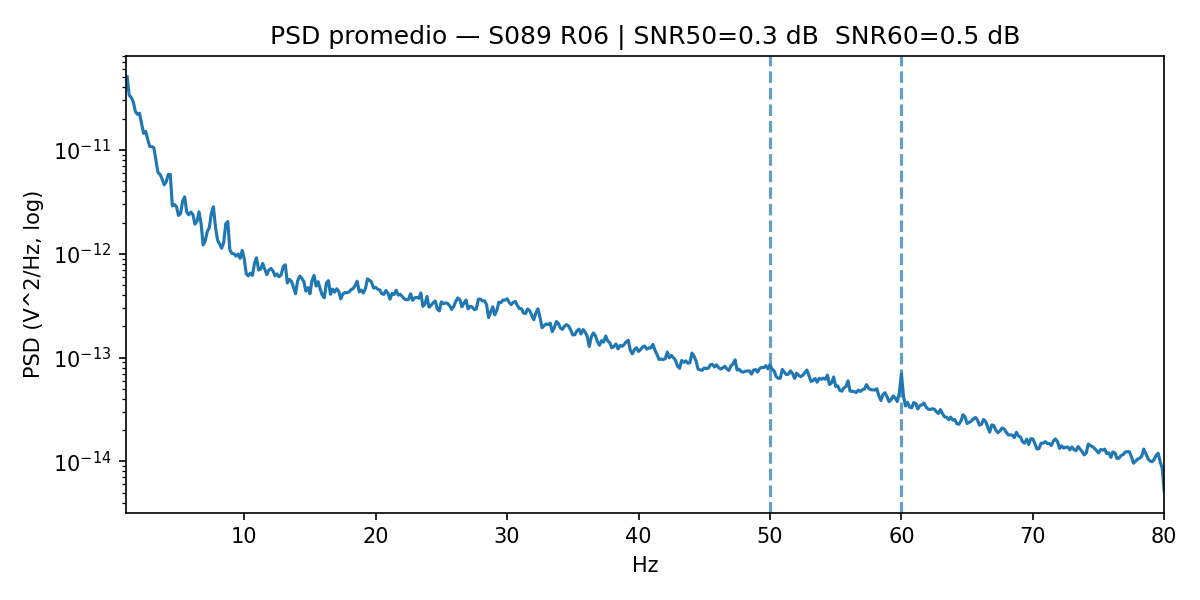 PSD promedio — S089 R06 | SNR50=0.3 dB  SNR60=0.5 dB
PSD (V^2/Hz, log)
10⁻¹¹
10⁻¹²
10⁻¹³
10⁻¹⁴
10 20 30 40 50 60 70 80
Hz